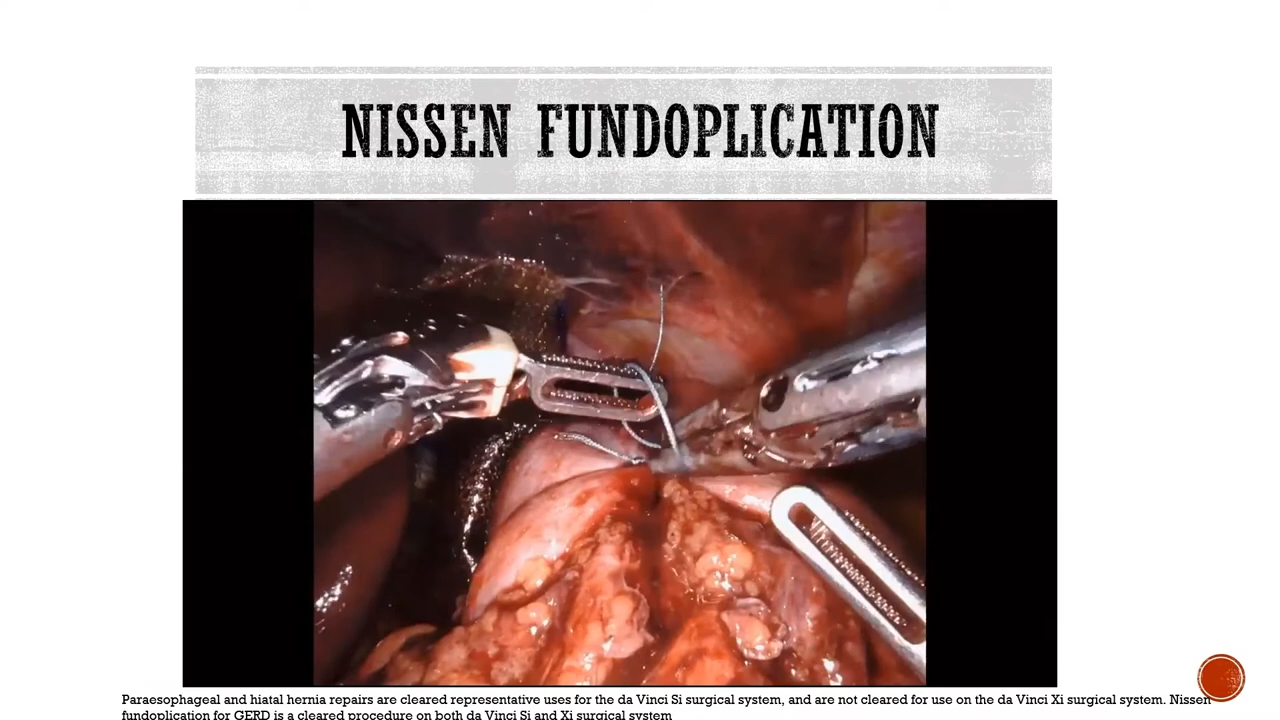 NISSEN FUNDOPLICATION
Paraesophageal and hiatal hernia repairs are cleared representative uses for the da Vinci Si surgical system, and are not cleared for use on the da Vinci Xi surgical system. Nissen
fundoplication for GERD is a cleared procedure on both da Vinci Si and Xi surgical system